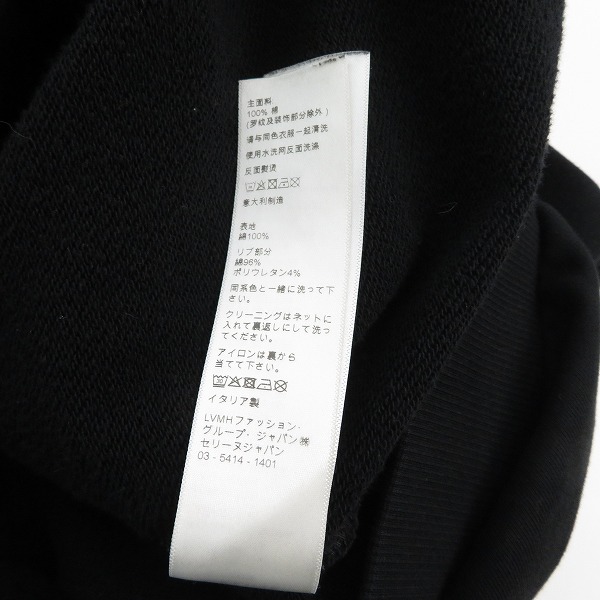 主面料
100% 棉
(罗纹及装饰部分除外)
请与同色衣服一起清洗
使用水洗网反面洗涤
反面熨烫
意大利制造
表地
綿100%
リブ部分
綿96%
ポリウレタン4%
同系色と一緒に洗って下
さい。
クリーニングはネットに
入れて裏返しにして洗っ
てください。
アイロンは裏から
当てて下さい。
イタリア製
LVMHファッション・
グループ・ジャパン㈱
セリーヌジャパン
03 - 5414 - 1401